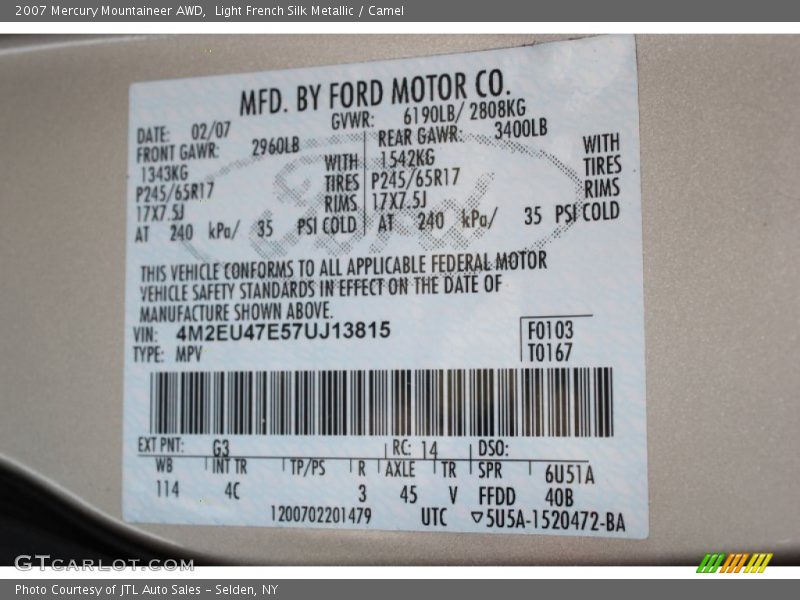 2007 Mercury Mountaineer AWD, Light French Silk Metallic / Camel
MFD. BY FORD MOTOR CO.
DATE: 02/07 GVWR: 6190LB/ 2808KG
FRONT GAWR: 2960LB REAR GAWR: 3400LB
1343KG WITH 1542KG WITH
P245/65R17 TIRES P245/65R17 TIRES
17X7.5J RIMS 17X7.5J RIMS
AT 240 kPa/ 35 PSI COLD AT 240 kPa/ 35 PSI COLD
Ford
THIS VEHICLE CONFORMS TO ALL APPLICABLE FEDERAL MOTOR
VEHICLE SAFETY STANDARDS IN EFFECT ON THE DATE OF
MANUFACTURE SHOWN ABOVE.
VIN: 4M2EU47E57UJ13815 F0103
TYPE: MPV T0167
EXT PNT: G3 RC: 14 DSO:
WB INT TR TP/PS R AXLE TR SPR 6U51A
114 4C 3 45 V FFDD 40B
1200702201479 UTC ▽5U5A-1520472-BA
GTcarlot.com
Photo Courtesy of JTL Auto Sales - Selden, NY